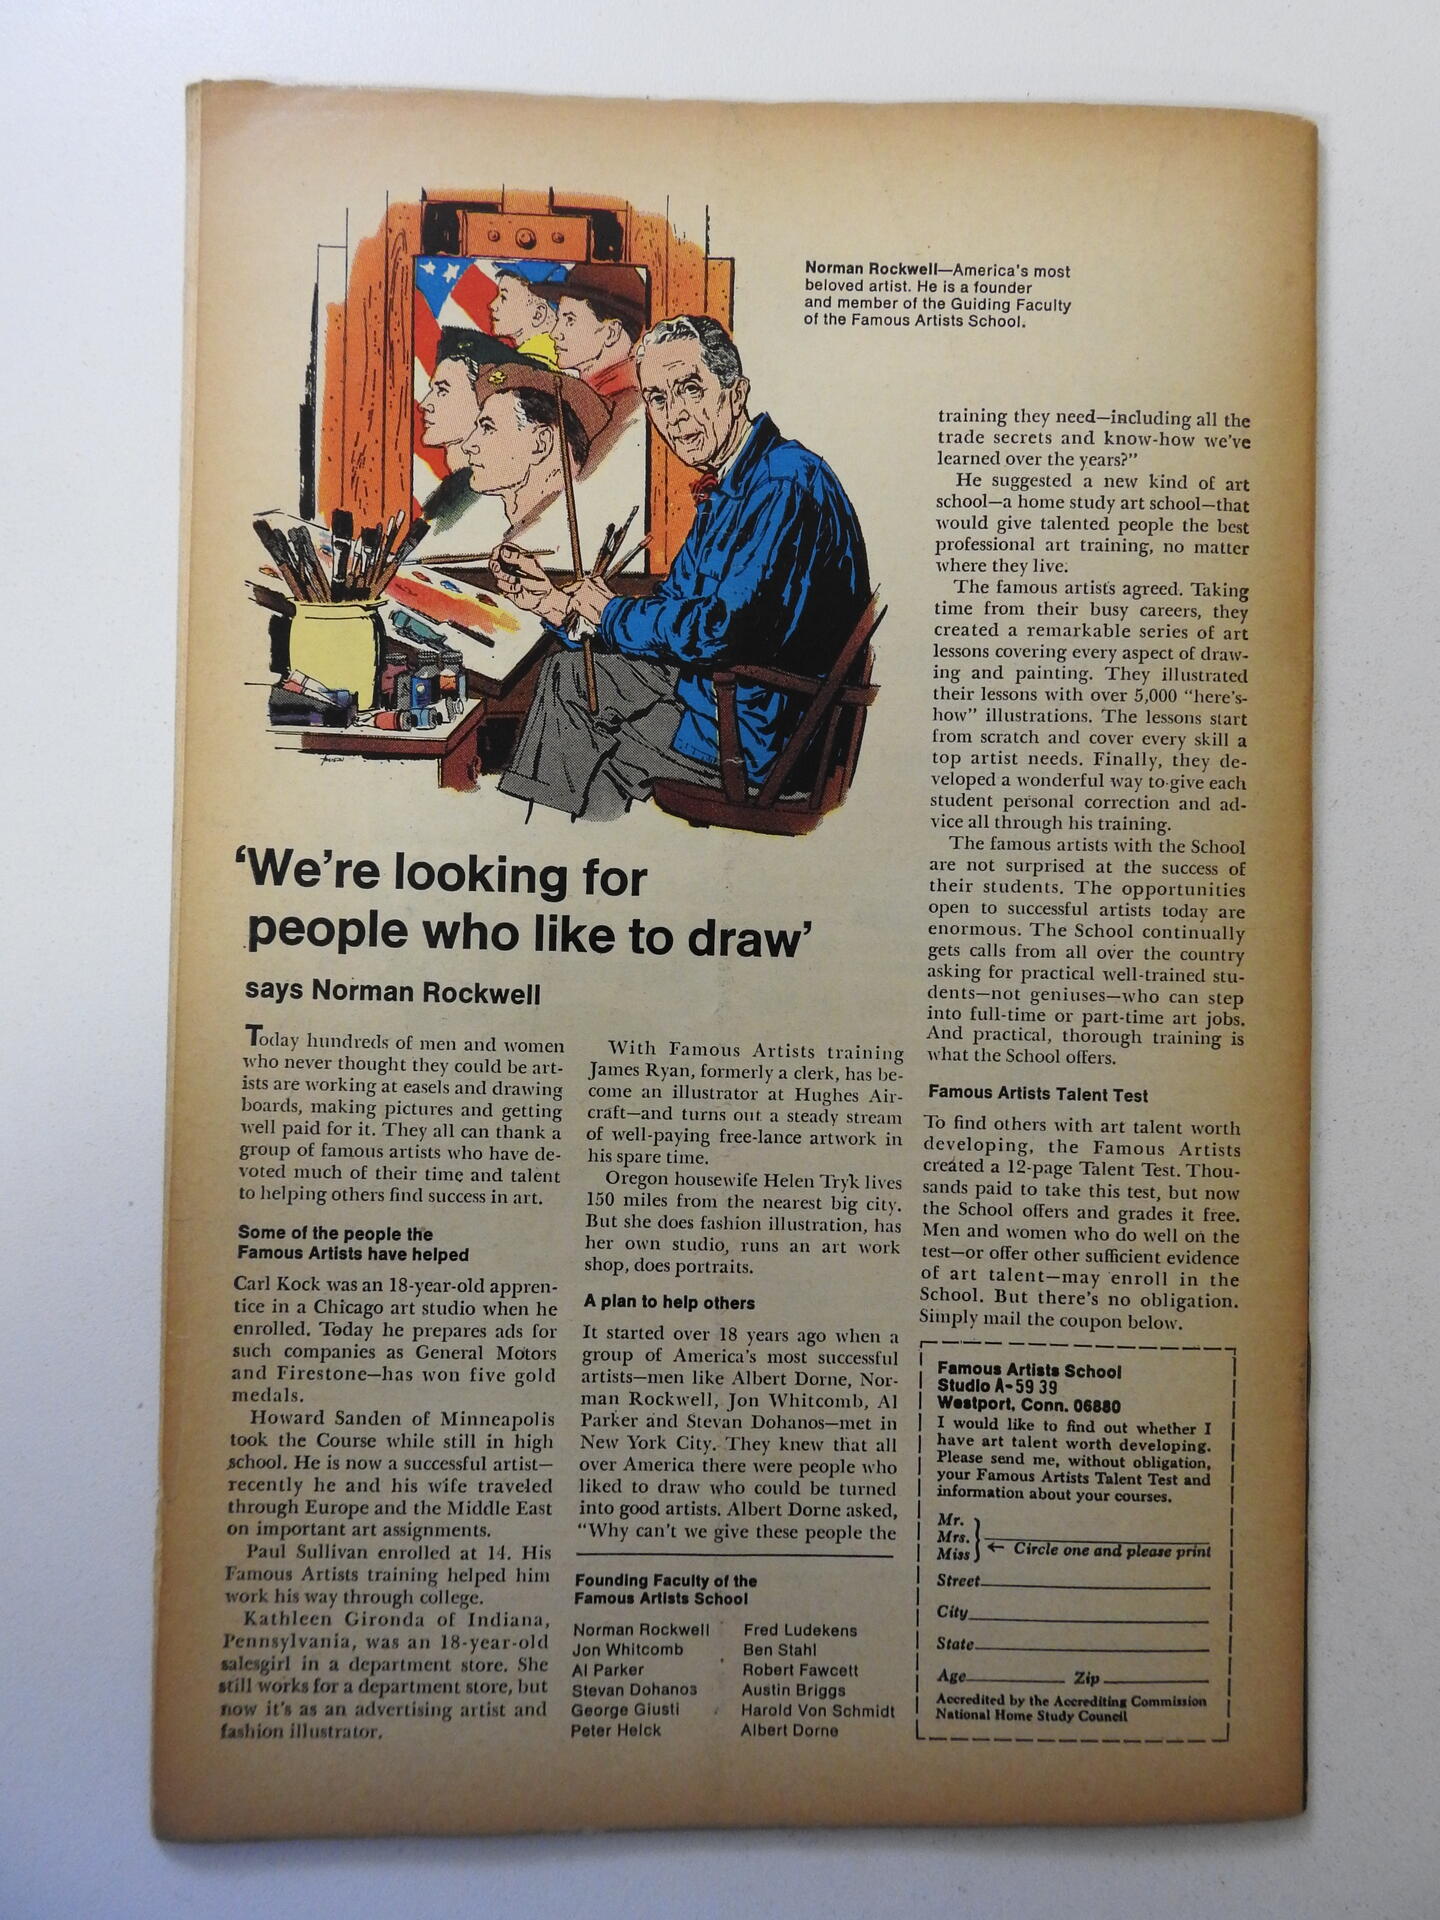 Norman Rockwell—America's most
beloved artist. He is a founder
and member of the Guiding Faculty
of the Famous Artists School.
‘We're looking for
people who like to draw’
says Norman Rockwell
Today hundreds of men and women
who never thought they could be art-
ists are working at easels and drawing
boards, making pictures and getting
well paid for it. They all can thank a
group of famous artists who have de-
voted much of their time and talent
to helping others find success in art.
Some of the people the
Famous Artists have helped
Carl Kock was an 18-year-old appren-
tice in a Chicago art studio when he
enrolled. Today he prepares ads for
such companies as General Motors
and Firestone—has won five gold
medals.
Howard Sanden of Minneapolis
took the Course while still in high
school. He is now a successful artist—
recently he and his wife traveled
through Europe and the Middle East
on important art assignments.
Paul Sullivan enrolled at 14. His
Famous Artists training helped him
work his way through college.
Kathleen Gironda of Indiana,
Pennsylvania, was an 18-year-old
salesgirl in a department store. She
still works for a department store, but
now it's as an advertising artist and
fashion illustrator.
With Famous Artists training
James Ryan, formerly a clerk, has be-
come an illustrator at Hughes Air-
craft—and turns out a steady stream
of well-paying free-lance artwork in
his spare time.
Oregon housewife Helen Tryk lives
150 miles from the nearest big city.
But she does fashion illustration, has
her own studio, runs an art work
shop, does portraits.
A plan to help others
It started over 18 years ago when a
group of America's most successful
artists—men like Albert Dorne, Nor-
man Rockwell, Jon Whitcomb, Al
Parker and Stevan Dohanos—met in
New York City. They knew that all
over America there were people who
liked to draw who could be turned
into good artists. Albert Dorne asked,
“Why can't we give these people the
Founding Faculty of the
Famous Artists School
Norman Rockwell
Jon Whitcomb
Al Parker
Stevan Dohanos
George Giusti
Peter Helck
Fred Ludekens
Ben Stahl
Robert Fawcett
Austin Briggs
Harold Von Schmidt
Albert Dorne
training they need—including all the
trade secrets and know-how we've
learned over the years?”
He suggested a new kind of art
school—a home study art school—that
would give talented people the best
professional art training, no matter
where they live.
The famous artists agreed. Taking
time from their busy careers, they
created a remarkable series of art
lessons covering every aspect of draw-
ing and painting. They illustrated
their lessons with over 5,000 “here's-
how” illustrations. The lessons start
from scratch and cover every skill a
top artist needs. Finally, they de-
veloped a wonderful way to give each
student personal correction and ad-
vice all through his training.
The famous artists with the School
are not surprised at the success of
their students. The opportunities
open to successful artists today are
enormous. The School continually
gets calls from all over the country
asking for practical well-trained stu-
dents—not geniuses—who can step
into full-time or part-time art jobs.
And practical, thorough training is
what the School offers.
Famous Artists Talent Test
To find others with art talent worth
developing, the Famous Artists
created a 12-page Talent Test. Thou-
sands paid to take this test, but now
the School offers and grades it free.
Men and women who do well on the
test—or offer other sufficient evidence
of art talent—may enroll in the
School. But there's no obligation.
Simply mail the coupon below.
Famous Artists School
Studio A-59 39
Westport, Conn. 06880
I would like to find out whether I
have art talent worth developing.
Please send me, without obligation,
your Famous Artists Talent Test and
information about your courses.
Mr.
Mrs.
Miss
← Circle one and please print
Street
City
State
Age Zip
Accredited by the Accrediting Commission
National Home Study Council